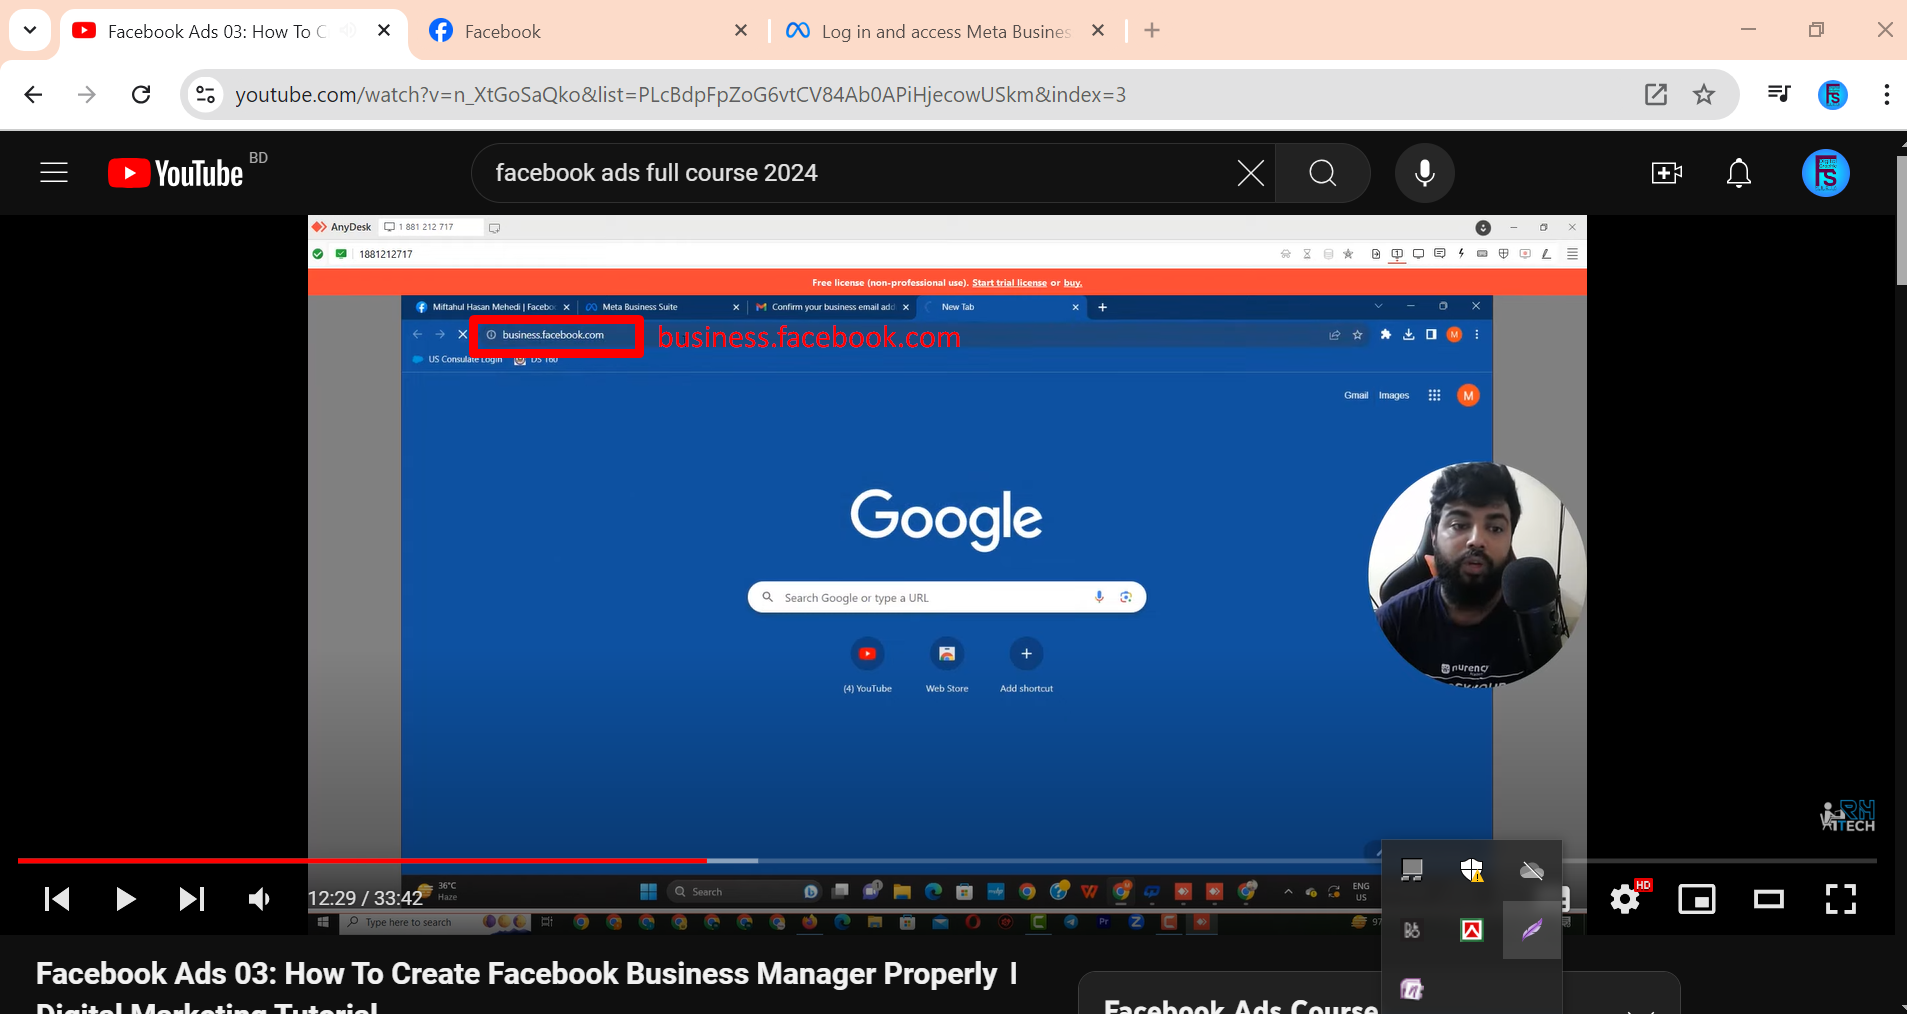 Facebook Ads 03: How To C
Facebook
Log in and access Meta Busines
youtube.com/watch?v=n_XtGoSaQko&list=PLcBdpFpZoG6vtCV84Ab0APiHjecowUSkm&index=3
YouTube BD
facebook ads full course 2024
AnyDesk 1 881 212 717
1881212717
Free license (non-professional use). Start trial license or buy.
Miftahul Hasan Mehedi | Facebo
Meta Business Suite
Confirm your business email add
New Tab
business.facebook.com
business.facebook.com
M
US Consulate Login
DS 160
Gmail Images M
Google
Search Google or type a URL
(4) YouTube
Web Store
Add shortcut
nurency
RH
TECH
12:29 / 33:42
36°C
Haze
Search
ENG
US
HD
Type here to search
97
Facebook Ads 03: How To Create Facebook Business Manager Properly I
Digital Marketing Tutorial
Facebook Ads Course